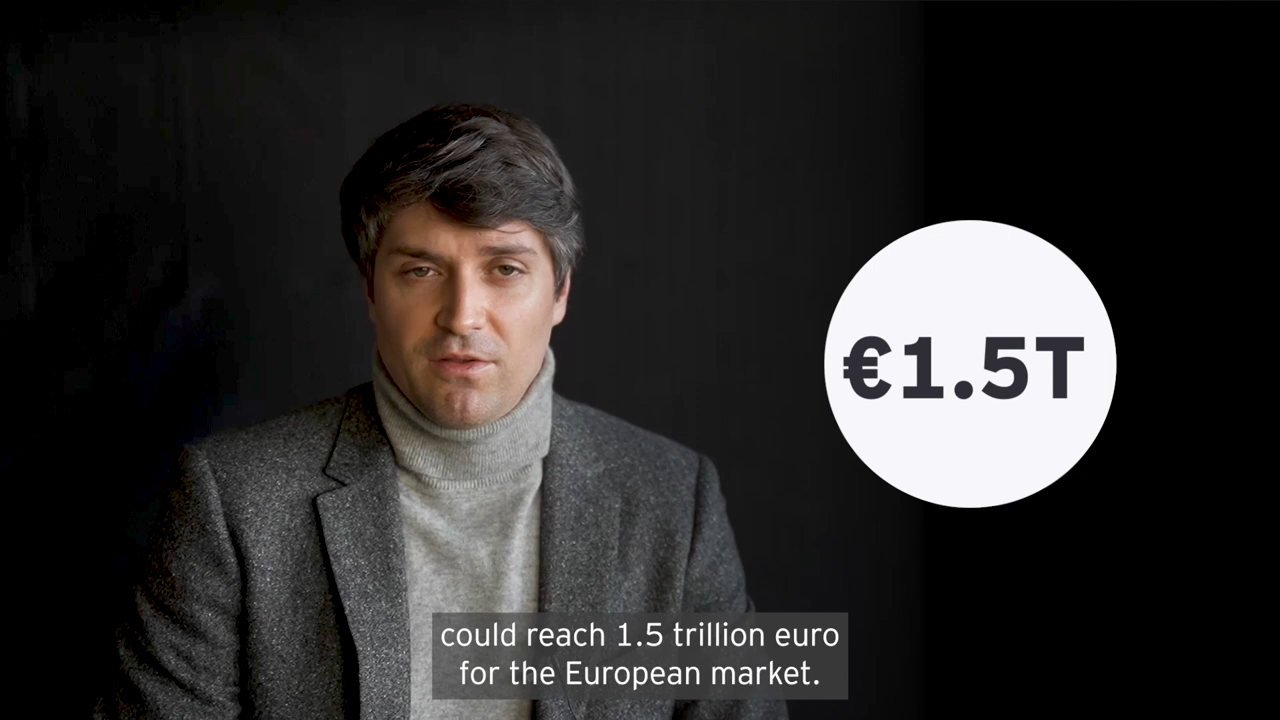 €1.5T
could reach 1.5 trillion euro
for the European market.